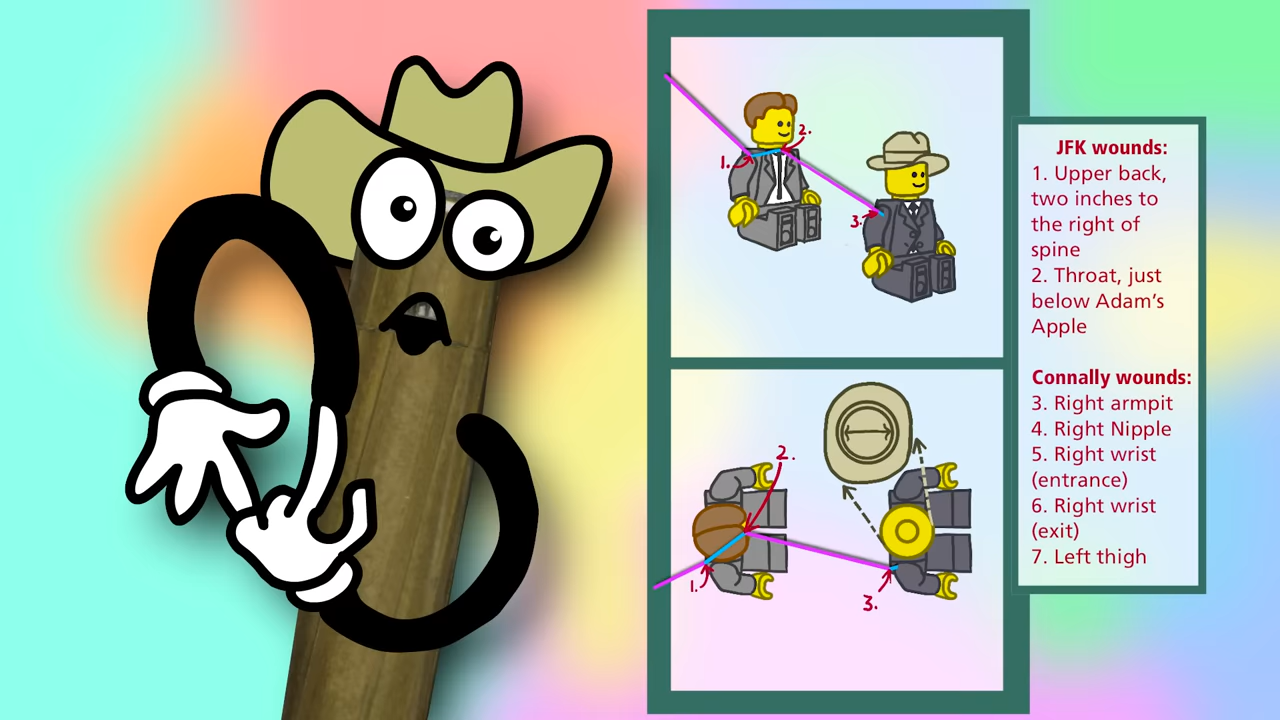 1.
2.
3.
2.
1.
3.
JFK wounds:
1. Upper back,
two inches to
the right of
spine
2. Throat, just
below Adam’s
Apple
Connally wounds:
3. Right armpit
4. Right Nipple
5. Right wrist
(entrance)
6. Right wrist
(exit)
7. Left thigh